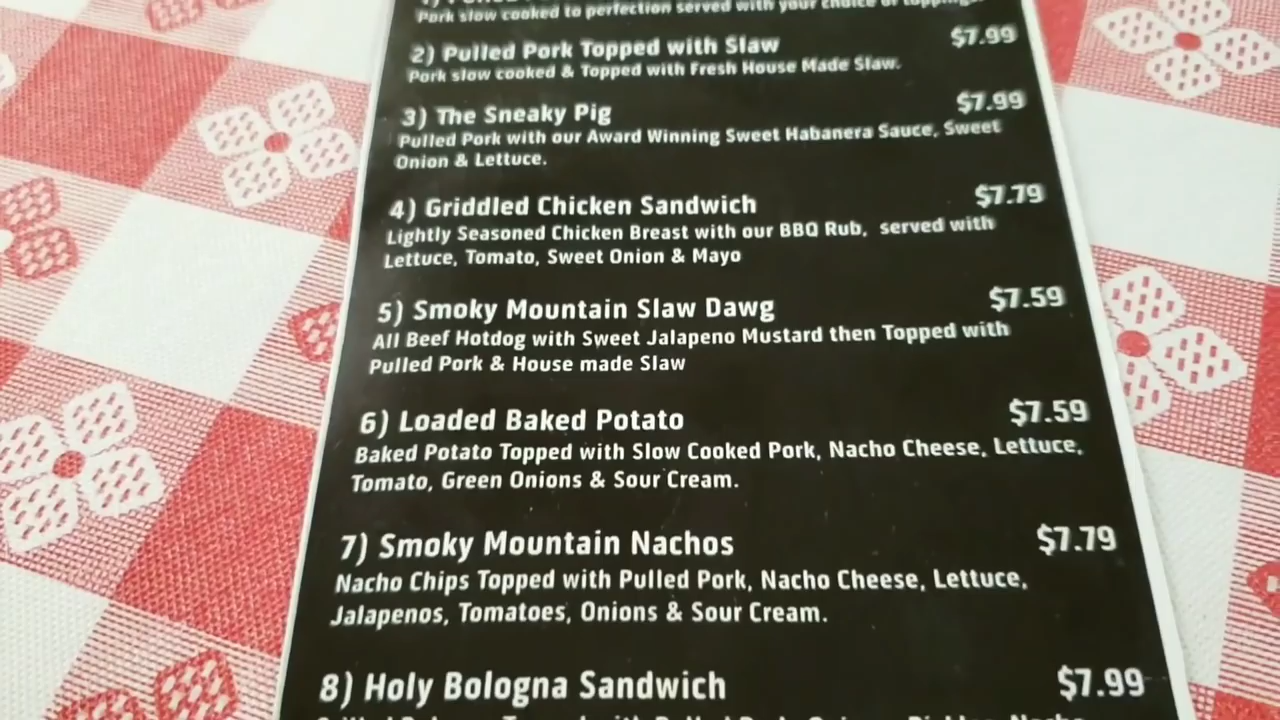 Pork slow cooked to perfection served with your choice of
2) Pulled Pork Topped with Slaw $7.99
Pork slow cooked & Topped with Fresh House Made Slaw.
3) The Sneaky Pig $7.99
Pulled Pork with our Award Winning Sweet Habanera Sauce, Sweet
Onion & Lettuce.
4) Griddled Chicken Sandwich $7.79
Lightly Seasoned Chicken Breast with our BBQ Rub, served with
Lettuce, Tomato, Sweet Onion & Mayo
5) Smoky Mountain Slaw Dawg $7.59
All Beef Hotdog with Sweet Jalapeno Mustard then Topped with
Pulled Pork & House made Slaw
6) Loaded Baked Potato $7.59
Baked Potato Topped with Slow Cooked Pork, Nacho Cheese, Lettuce,
Tomato, Green Onions & Sour Cream.
7) Smoky Mountain Nachos $7.79
Nacho Chips Topped with Pulled Pork, Nacho Cheese, Lettuce,
Jalapenos, Tomatoes, Onions & Sour Cream.
8) Holy Bologna Sandwich $7.99